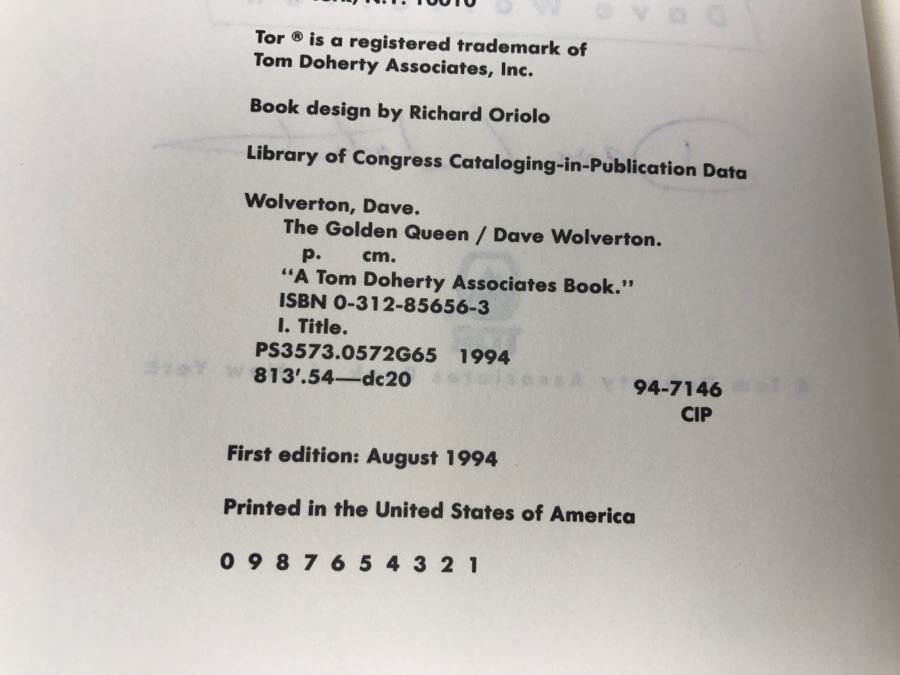 N.Y. 10010
Tor ® is a registered trademark of
Tom Doherty Associates, Inc.
Book design by Richard Oriolo
Library of Congress Cataloging-in-Publication Data
Wolverton, Dave.
The Golden Queen / Dave Wolverton.
p. cm.
“A Tom Doherty Associates Book.”
ISBN 0-312-85656-3
I. Title.
PS3573.0572G65 1994
813′.54—dc20
94-7146
CIP
First edition: August 1994
Printed in the United States of America
0 9 8 7 6 5 4 3 2 1